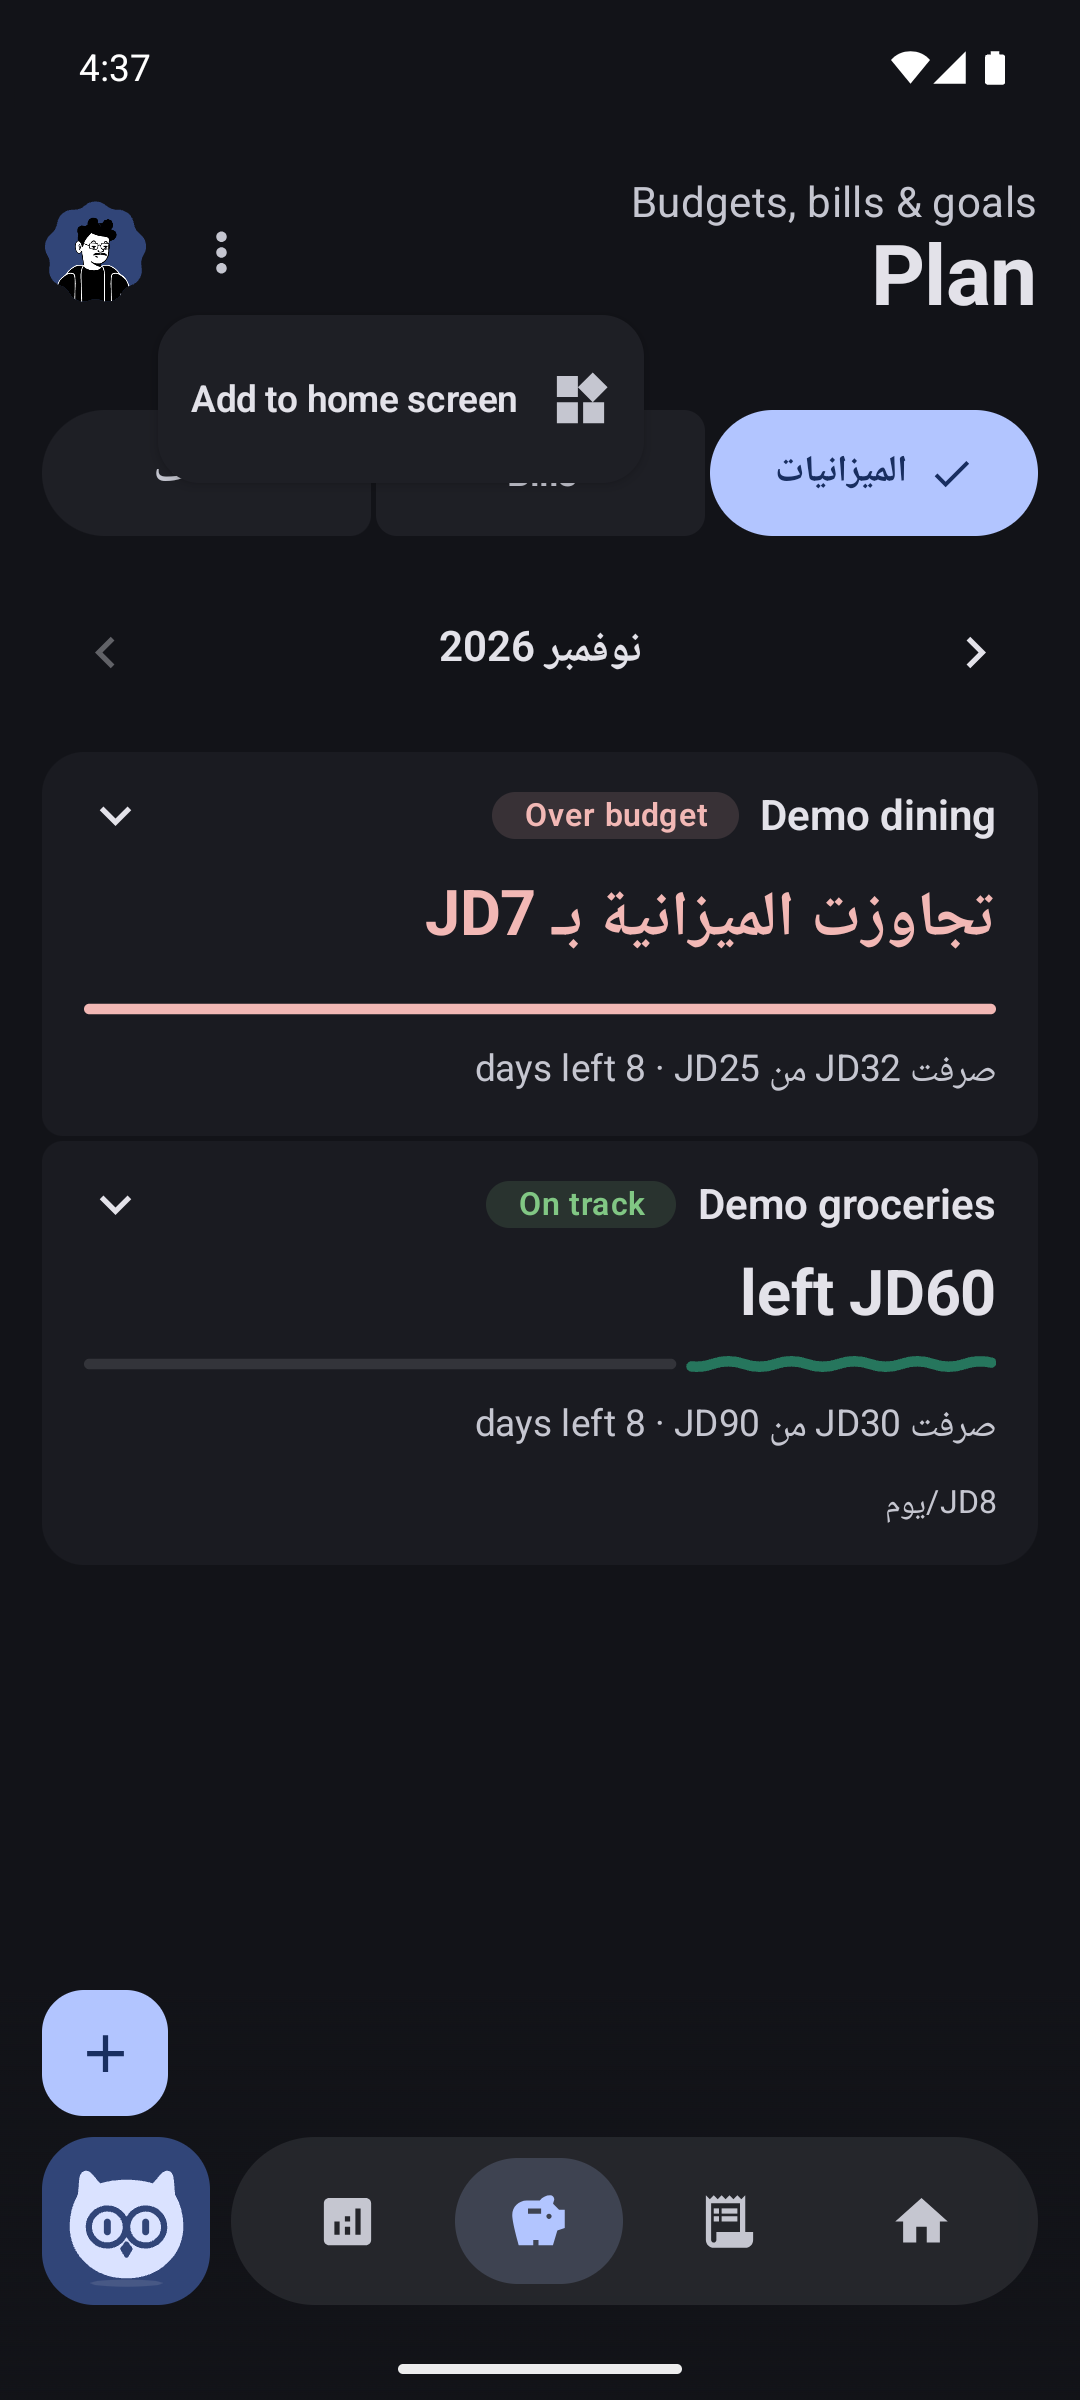 4:37
Budgets, bills & goals
Plan
Add to home screen
الميزانيات
نوفمبر 2026
Demo dining
Over budget
تجاوزت الميزانية بـ JD7
صرفت JD32 من JD25 · 8 days left
Demo groceries
On track
left JD60
صرفت JD30 من JD90 · 8 days left
JD8/يوم